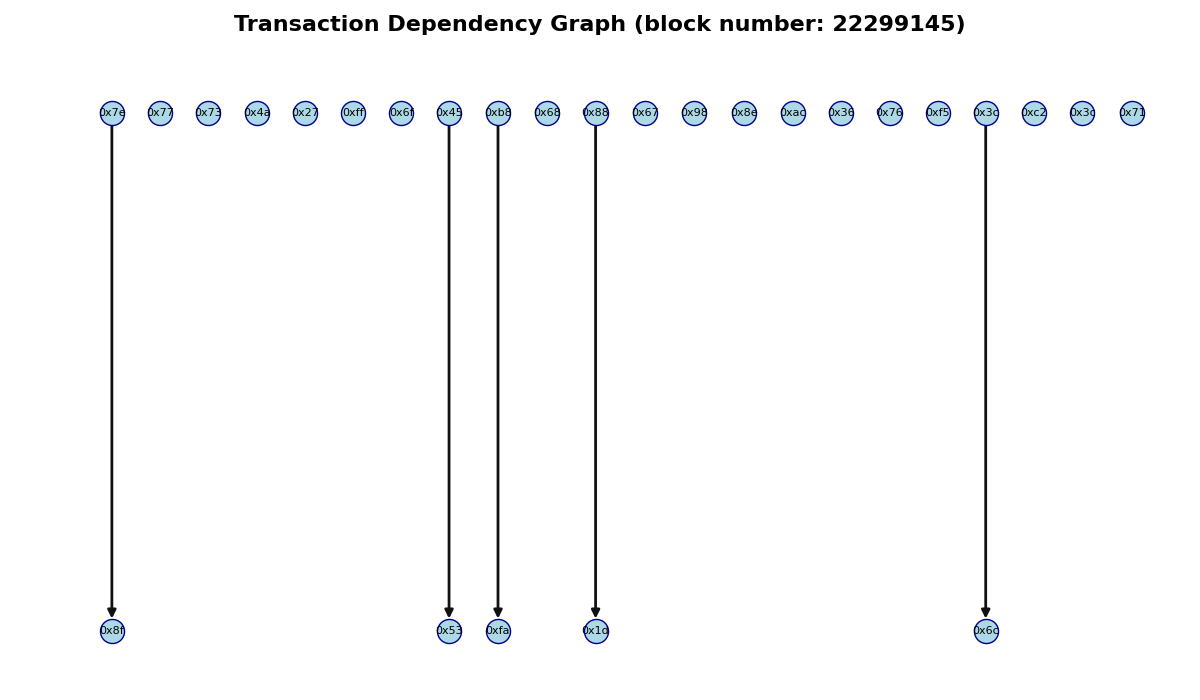 Transaction Dependency Graph (block number: 22299145)
0x7e 0x77 0x73 0x4a 0x27 0xff 0x6f 0x45 0xb8 0x68 0x88 0x67 0x98 0x8e 0xac 0x36 0x76 0xf5 0x3c 0xc2 0x3c 0x71
0x8f 0x53 0xfa 0x1d 0x6c